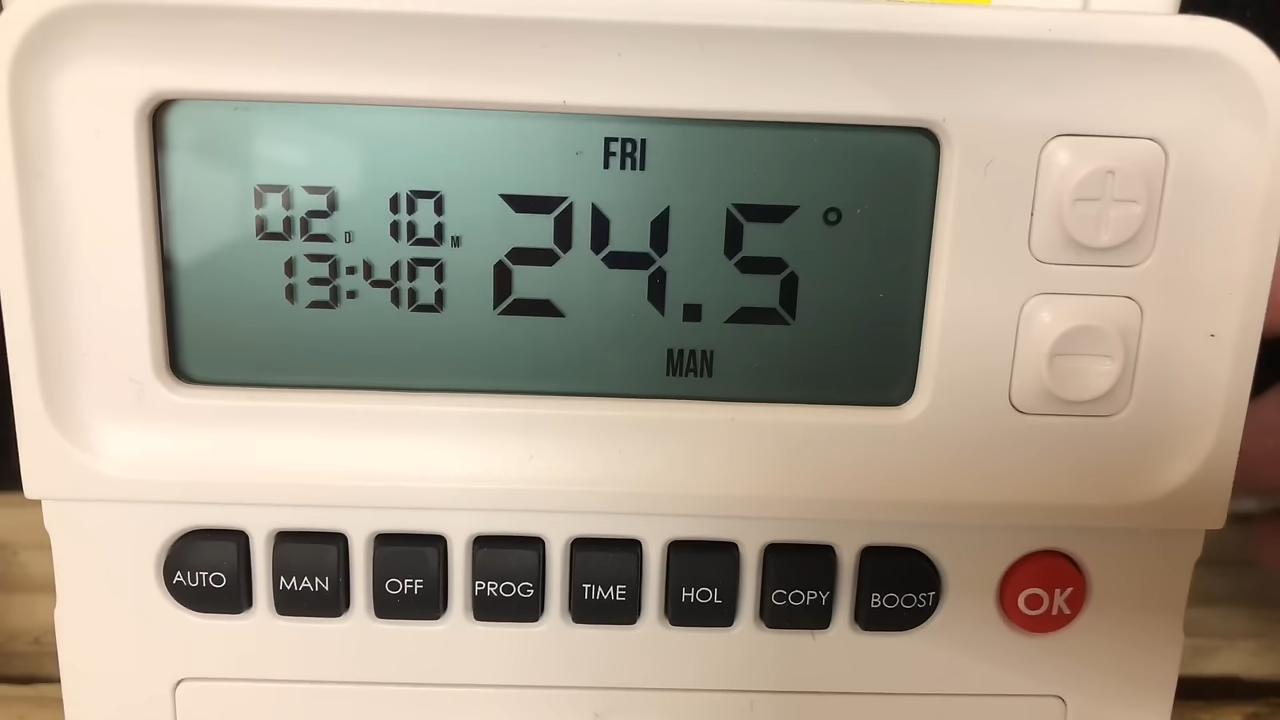 FRI
02.D 10.M
13:40
24.5°
MAN
AUTO MAN OFF PROG TIME HOL COPY BOOST OK